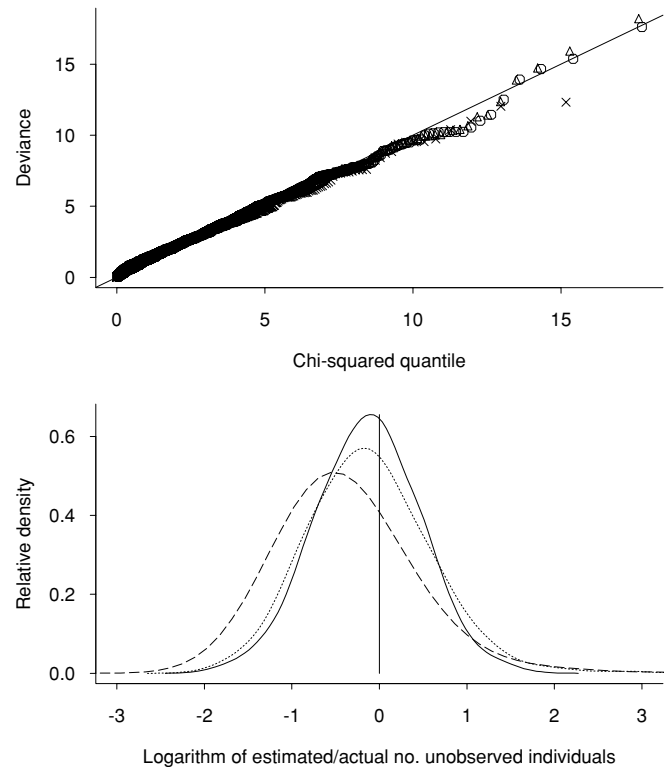 15
10
5
0
Deviance
0 5 10 15
Chi-squared quantile
0.6
0.4
0.2
0.0
Relative density
-3 -2 -1 0 1 2 3
Logarithm of estimated/actual no. unobserved individuals